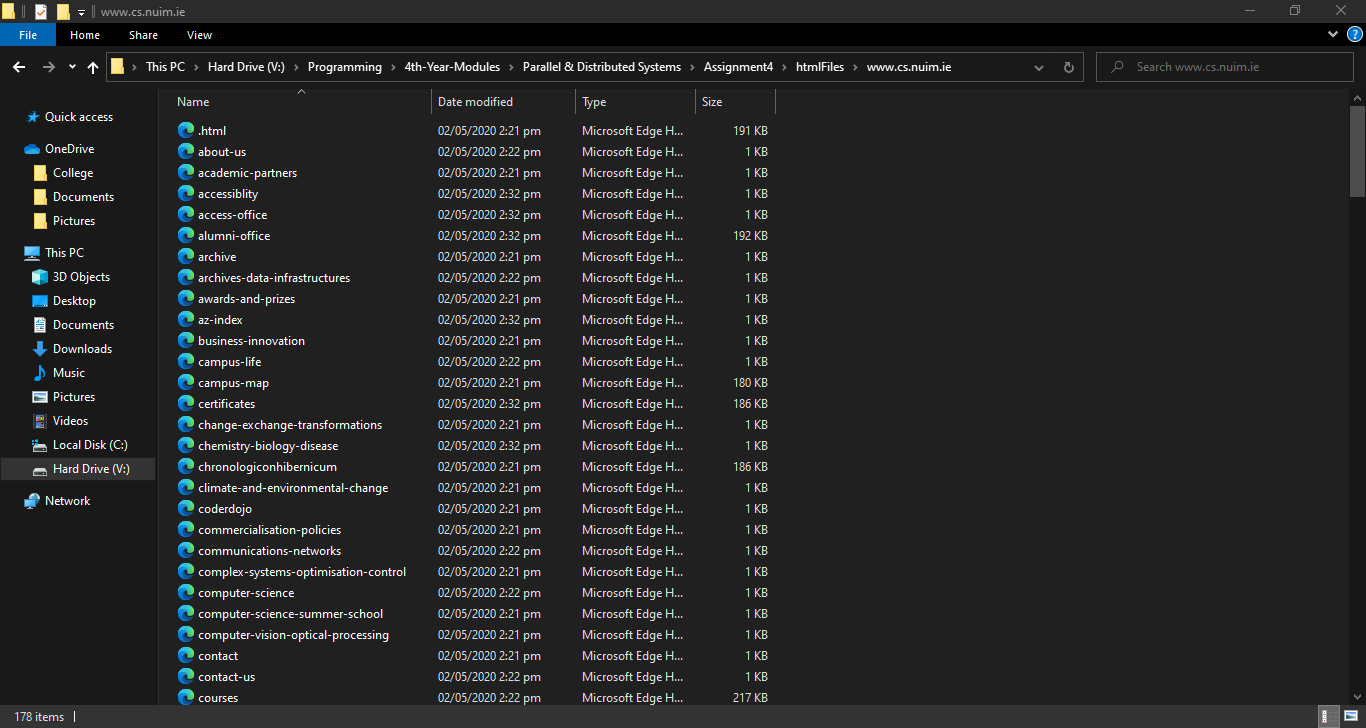 www.cs.nuim.ie
File Home Share View
This PC Hard Drive (V:) Programming 4th-Year-Modules Parallel & Distributed Systems Assignment4 htmlFiles www.cs.nuim.ie Search www.cs.nuim.ie
Quick access
OneDrive
College
Documents
Pictures
This PC
3D Objects
Desktop
Documents
Downloads
Music
Pictures
Videos
Local Disk (C:)
Hard Drive (V:)
Network
Name Date modified Type Size
.html 02/05/2020 2:21 pm Microsoft Edge H... 191 KB
about-us 02/05/2020 2:22 pm Microsoft Edge H... 1 KB
academic-partners 02/05/2020 2:21 pm Microsoft Edge H... 1 KB
accessiblity 02/05/2020 2:32 pm Microsoft Edge H... 1 KB
access-office 02/05/2020 2:32 pm Microsoft Edge H... 1 KB
alumni-office 02/05/2020 2:32 pm Microsoft Edge H... 192 KB
archive 02/05/2020 2:21 pm Microsoft Edge H... 1 KB
archives-data-infrastructures 02/05/2020 2:22 pm Microsoft Edge H... 1 KB
awards-and-prizes 02/05/2020 2:21 pm Microsoft Edge H... 1 KB
az-index 02/05/2020 2:32 pm Microsoft Edge H... 1 KB
business-innovation 02/05/2020 2:21 pm Microsoft Edge H... 1 KB
campus-life 02/05/2020 2:22 pm Microsoft Edge H... 1 KB
campus-map 02/05/2020 2:21 pm Microsoft Edge H... 180 KB
certificates 02/05/2020 2:32 pm Microsoft Edge H... 186 KB
change-exchange-transformations 02/05/2020 2:21 pm Microsoft Edge H... 1 KB
chemistry-biology-disease 02/05/2020 2:32 pm Microsoft Edge H... 1 KB
chronologiconhibernicum 02/05/2020 2:21 pm Microsoft Edge H... 186 KB
climate-and-environmental-change 02/05/2020 2:21 pm Microsoft Edge H... 1 KB
coderdojo 02/05/2020 2:21 pm Microsoft Edge H... 1 KB
commercialisation-policies 02/05/2020 2:21 pm Microsoft Edge H... 1 KB
communications-networks 02/05/2020 2:22 pm Microsoft Edge H... 1 KB
complex-systems-optimisation-control 02/05/2020 2:21 pm Microsoft Edge H... 1 KB
computer-science 02/05/2020 2:22 pm Microsoft Edge H... 1 KB
computer-science-summer-school 02/05/2020 2:21 pm Microsoft Edge H... 1 KB
computer-vision-optical-processing 02/05/2020 2:21 pm Microsoft Edge H... 1 KB
contact 02/05/2020 2:21 pm Microsoft Edge H... 1 KB
contact-us 02/05/2020 2:22 pm Microsoft Edge H... 1 KB
courses 02/05/2020 2:22 pm Microsoft Edge H... 217 KB
178 items